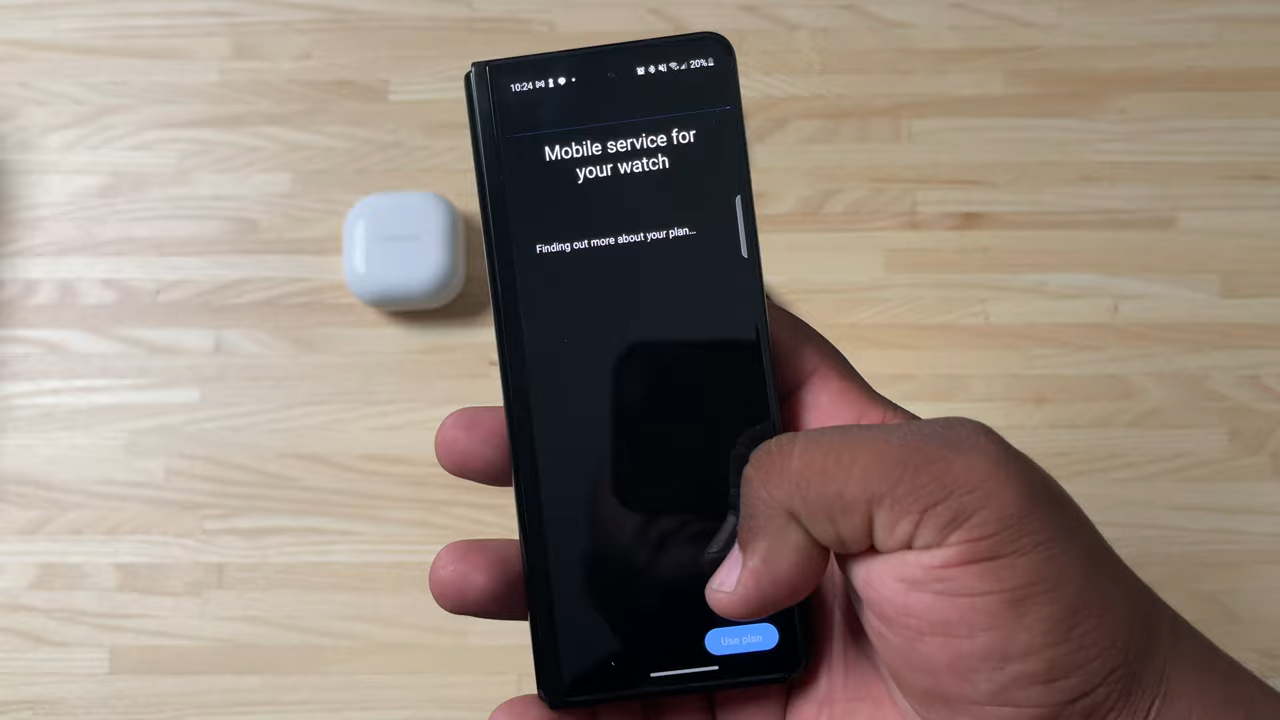 10:24
20%
Mobile service for
your watch
Finding out more about your plan...
Use plan